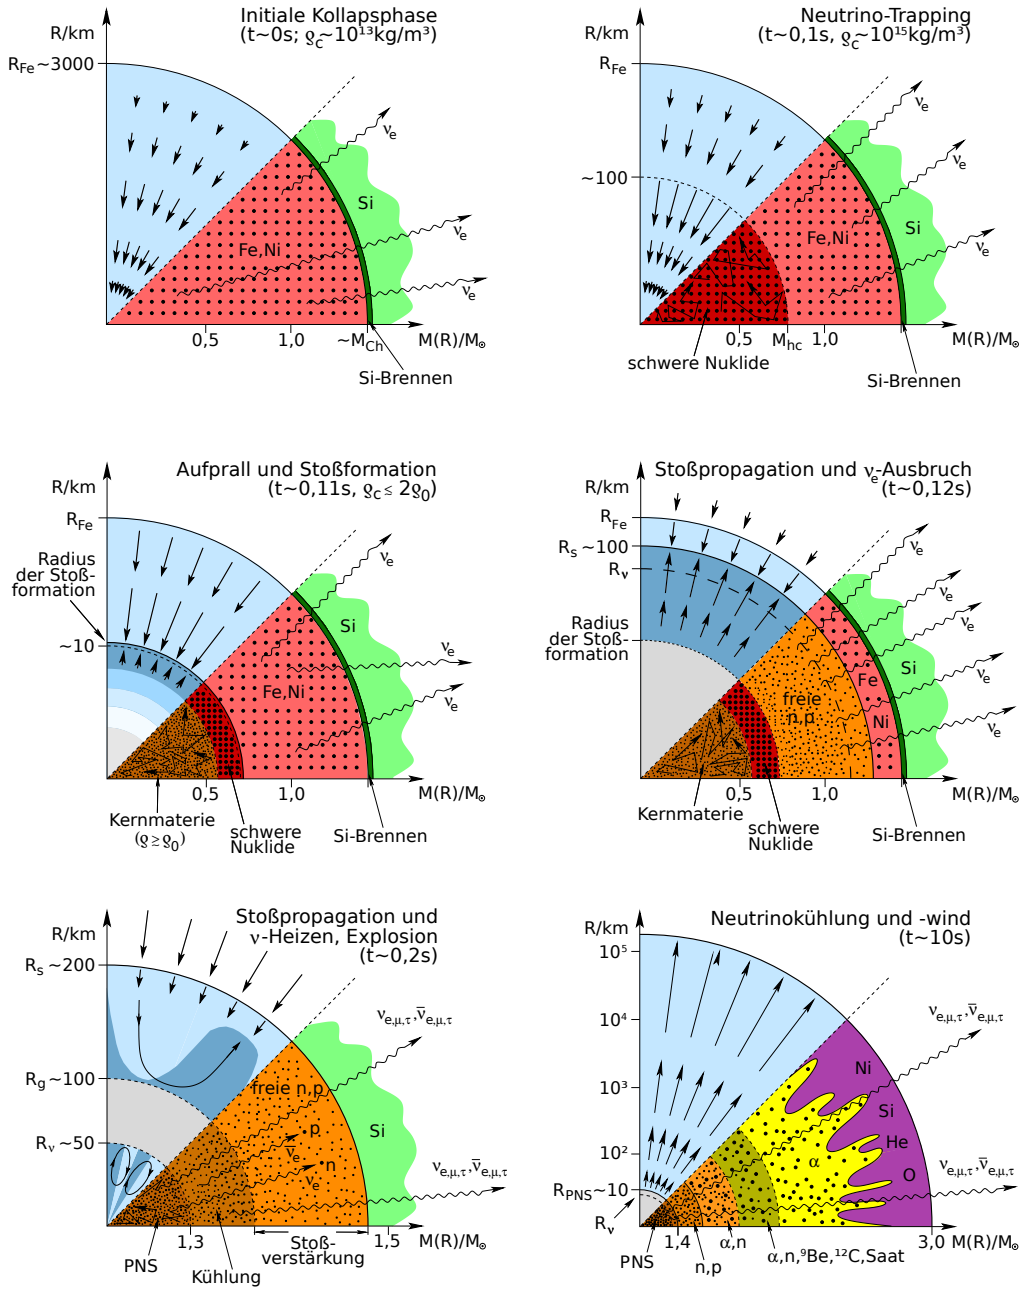 Initiale Kollapsphase
(t~0s; ϱc~10¹³kg/m³)
R/km
RFe~3000
νe
Si
νe
Fe,Ni
νe
0,5
1,0
~MCh
M(R)/M☉
Si-Brennen
Neutrino-Trapping
(t~0,1s, ϱc~10¹⁵kg/m³)
R/km
RFe
~100
νe
νe
Si
Fe,Ni
νe
0,5
Mhc
1,0
M(R)/M☉
schwere Nuklide
Si-Brennen
Aufprall und Stoßformation
(t~0,11s, ϱc ≤ 2ϱ0)
R/km
RFe
Radius
der Stoß-
formation
~10
νe
Si
νe
Fe,Ni
νe
0,5
1,0
M(R)/M☉
Kernmaterie
(ϱ ≥ ϱ0)
schwere
Nuklide
Si-Brennen
Stoßpropagation und νe-Ausbruch
(t~0,12s)
R/km
RFe
Rs ~100
Rν
Radius
der Stoß-
formation
νe
νe
Si
Fe
νe
freie
n,p
Ni
νe
0,5
1,0
M(R)/M☉
Kernmaterie
schwere
Nuklide
Si-Brennen
Stoßpropagation und
ν-Heizen, Explosion
(t~0,2s)
R/km
Rs ~200
Rg ~100
Rν ~50
νe,μ,τ,ν̅e,μ,τ
freie n,p
p
Si
ν̅e
n
νe
νe,μ,τ,ν̅e,μ,τ
1,3
1,5
M(R)/M☉
PNS
Kühlung
Stoß-
verstärkung
Neutrinokühlung und -wind
(t~10s)
R/km
10⁵
10⁴
10³
10²
RPNS~10
Rν
νe,μ,τ,ν̅e,μ,τ
Ni
Si
He
α
O
νe,μ,τ,ν̅e,μ,τ
1,4
3,0
M(R)/M☉
PNS
n,p
α,n
α,n,⁹Be,¹²C,Saat